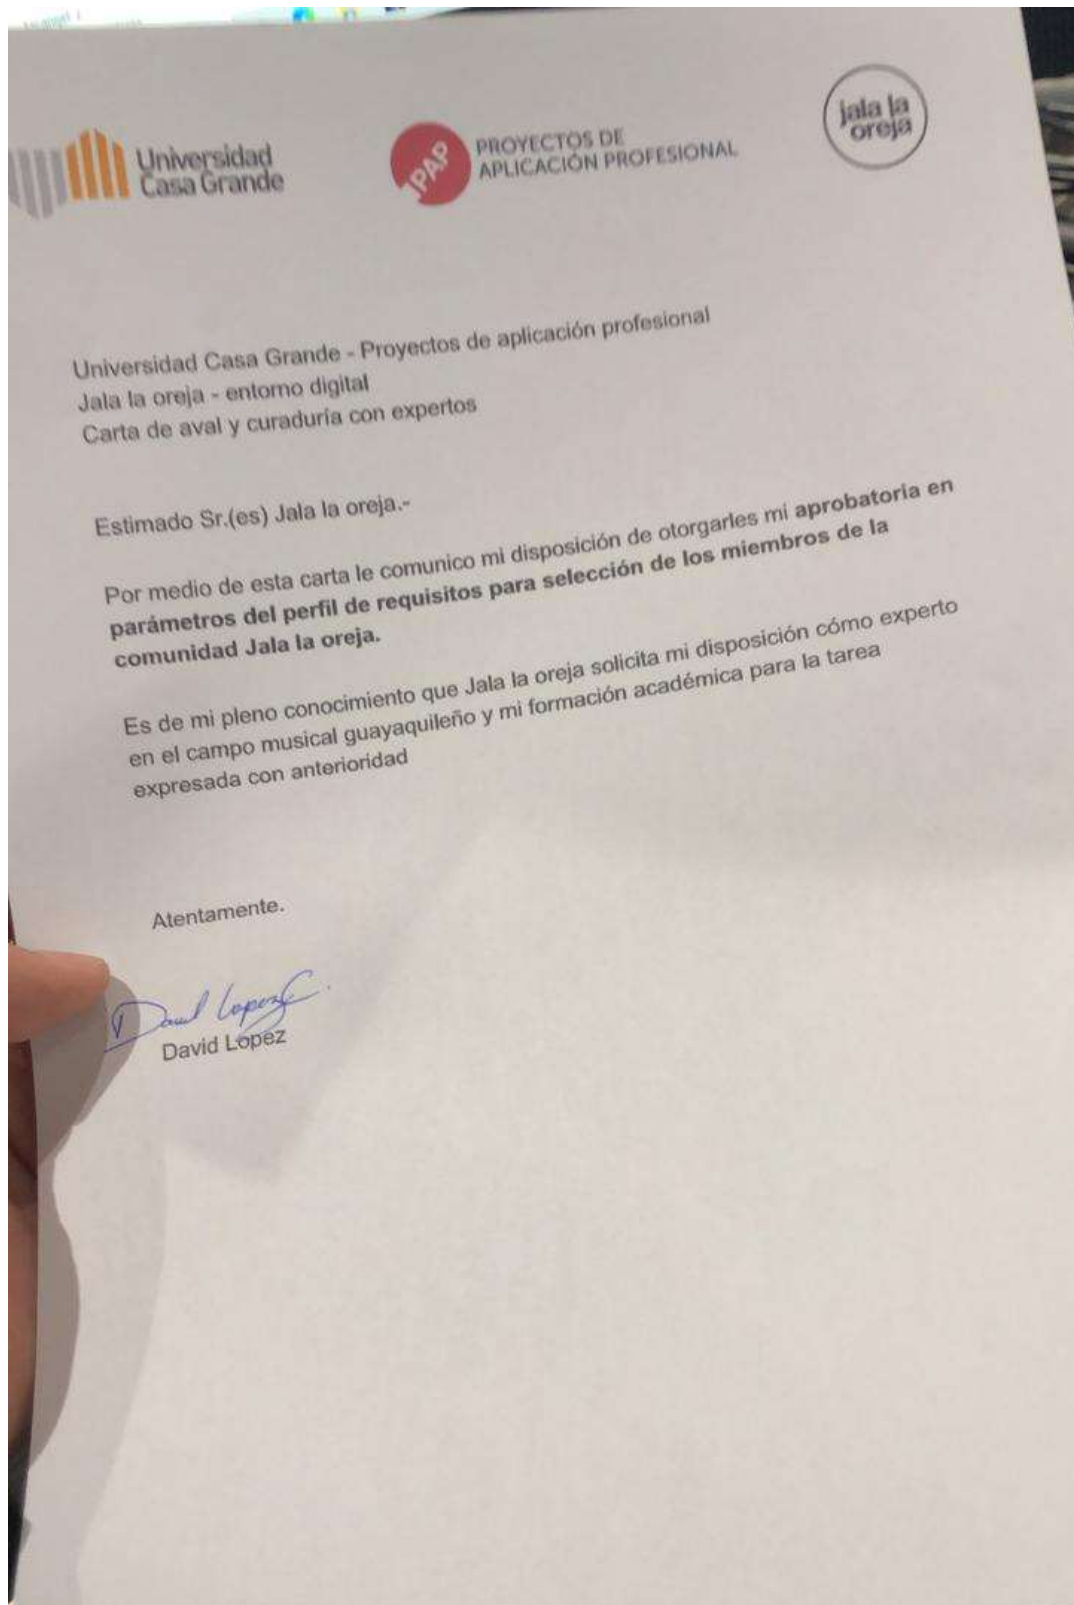 Universidad
Casa Grande
PAP
PROYECTOS DE
APLICACIÓN PROFESIONAL
jala la
oreja
Universidad Casa Grande - Proyectos de aplicación profesional
Jala la oreja - entorno digital
Carta de aval y curaduría con expertos
Estimado Sr.(es) Jala la oreja.-
Por medio de esta carta le comunico mi disposición de otorgarles mi aprobatoria en
parámetros del perfil de requisitos para selección de los miembros de la
comunidad Jala la oreja.
Es de mi pleno conocimiento que Jala la oreja solicita mi disposición cómo experto
en el campo musical guayaquileño y mi formación académica para la tarea
expresada con anterioridad
Atentamente.
David Lopez
David Lopez